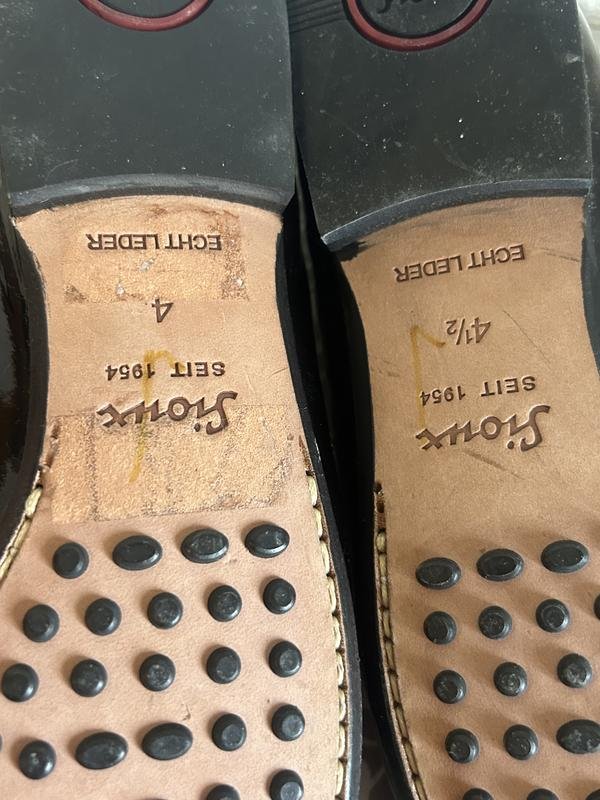 Sioux
SEIT 1954
4
ECHT LEDER
Sioux
SEIT 1954
4½
ECHT LEDER